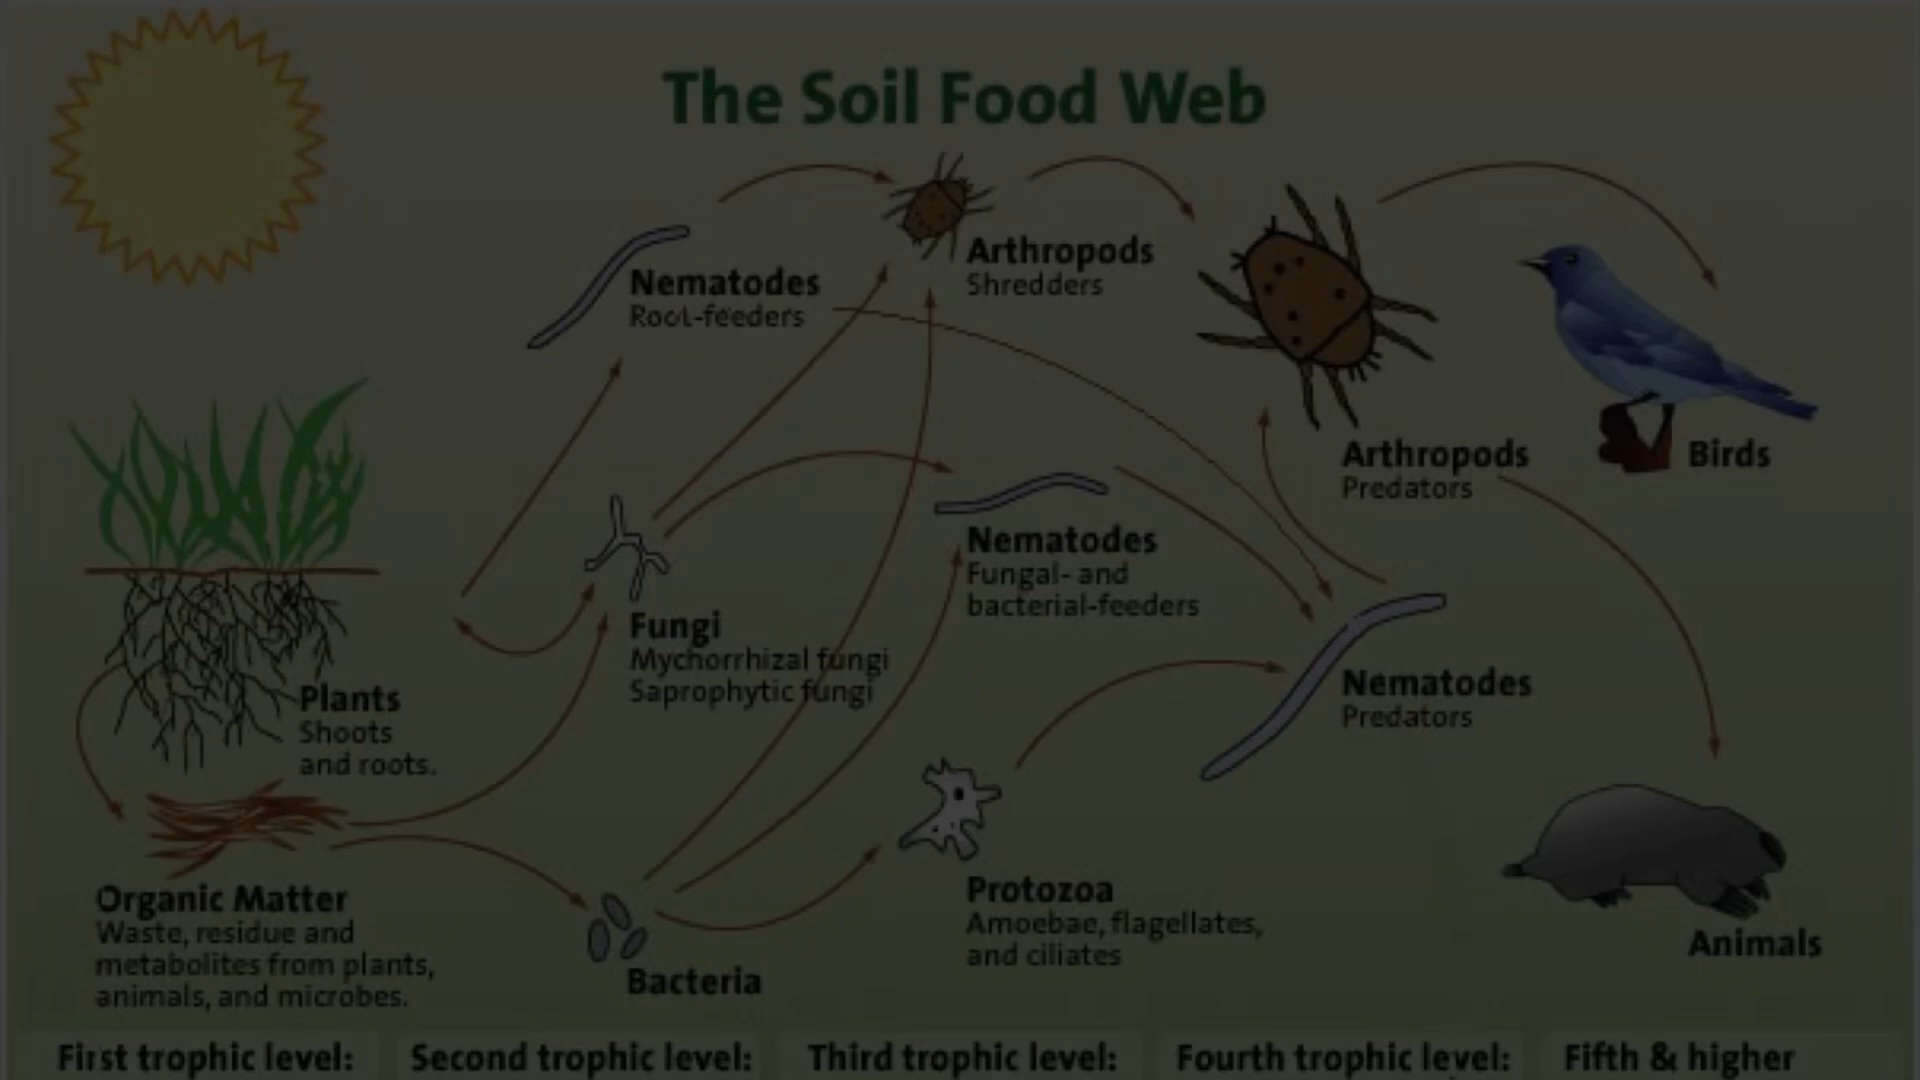 The Soil Food Web
Arthropods
Shredders
Nematodes
Root-feeders
Arthropods
Predators
Birds
Nematodes
Fungal- and
bacterial-feeders
Fungi
Mychorrhizal fungi
Saprophytic fungi
Nematodes
Predators
Plants
Shoots
and roots.
Organic Matter
Waste, residue and
metabolites from plants,
animals, and microbes.
Protozoa
Amoebae, flagellates,
and ciliates
Animals
Bacteria
First trophic level:
Second trophic level:
Third trophic level:
Fourth trophic level:
Fifth & higher